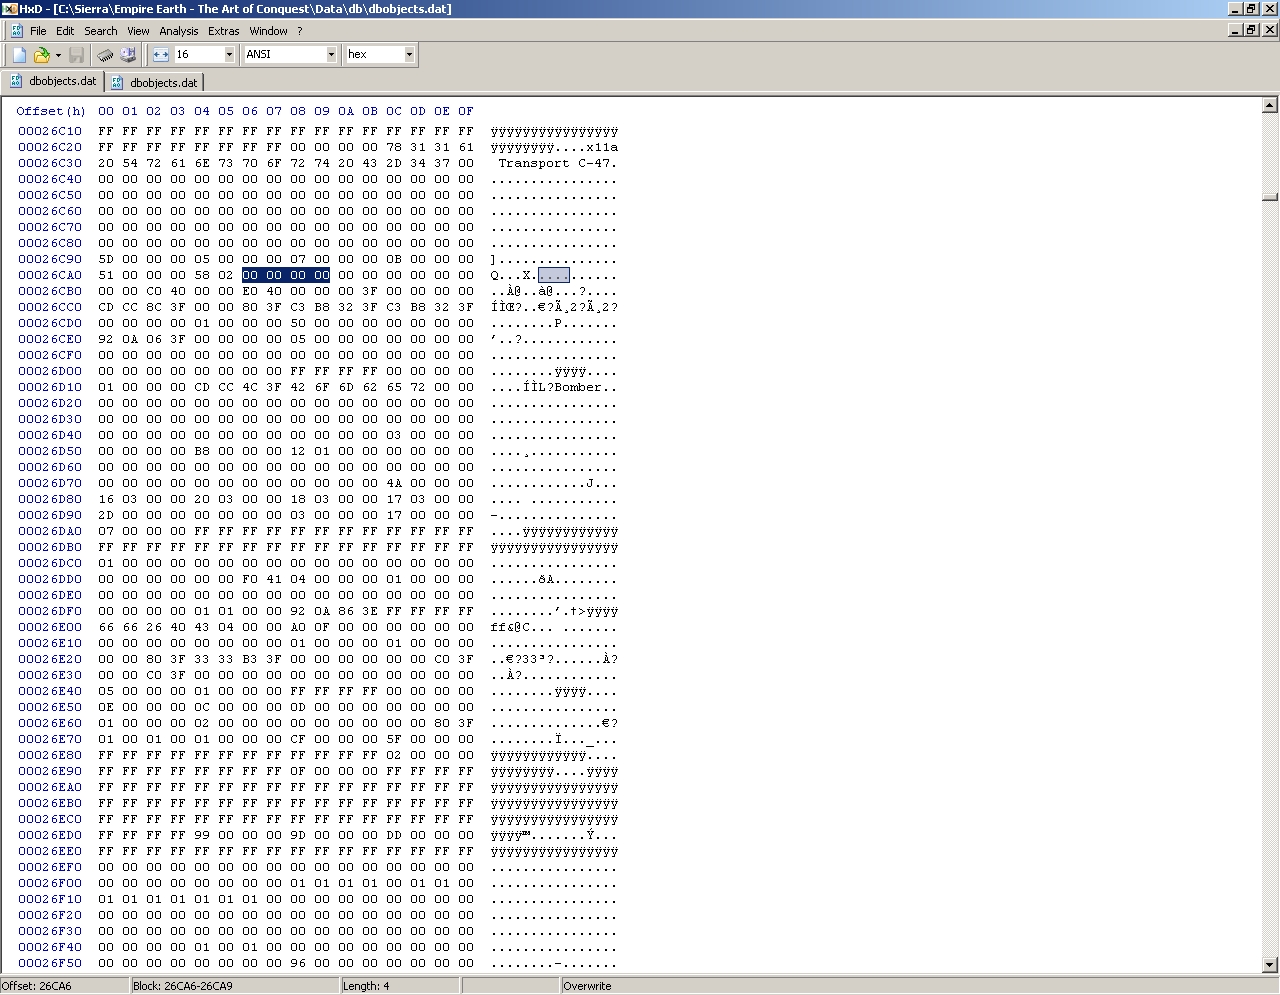 HxD - [C:\Sierra\Empire Earth - The Art of Conquest\Data\db\dbobjects.dat]
File Edit Search View Analysis Extras Window ?
16 ANSI hex
dbobjects.dat dbobjects.dat
Offset(h) 00 01 02 03 04 05 06 07 08 09 0A 0B 0C 0D 0E 0F
00026C10 FF FF FF FF FF FF FF FF FF FF FF FF FF FF FF FF ÿÿÿÿÿÿÿÿÿÿÿÿÿÿÿÿ
00026C20 FF FF FF FF FF FF FF FF 00 00 00 00 78 31 31 61 ÿÿÿÿÿÿÿÿ....x11a
00026C30 20 54 72 61 6E 73 70 6F 72 74 20 43 2D 34 37 00 Transport C-47.
00026C40 00 00 00 00 00 00 00 00 00 00 00 00 00 00 00 00 ................
00026C50 00 00 00 00 00 00 00 00 00 00 00 00 00 00 00 00 ................
00026C60 00 00 00 00 00 00 00 00 00 00 00 00 00 00 00 00 ................
00026C70 00 00 00 00 00 00 00 00 00 00 00 00 00 00 00 00 ................
00026C80 00 00 00 00 00 00 00 00 00 00 00 00 00 00 00 00 ................
00026C90 5D 00 00 00 05 00 00 00 07 00 00 00 0B 00 00 00 ]...............
00026CA0 51 00 00 00 58 02 00 00 00 00 00 00 00 00 00 00 Q...X...........
00026CB0 00 00 C0 40 00 00 E0 40 00 00 00 3F 00 00 00 00 ..À@..à@...?....
00026CC0 CD CC 8C 3F 00 00 80 3F C3 B8 32 3F C3 B8 32 3F ÍÌŒ?..€?Ã¸2?Ã¸2?
00026CD0 00 00 00 00 01 00 00 00 50 00 00 00 00 00 00 00 ........P.......
00026CE0 92 0A 06 3F 00 00 00 00 05 00 00 00 00 00 00 00 ’..?............
00026CF0 00 00 00 00 00 00 00 00 00 00 00 00 00 00 00 00 ................
00026D00 00 00 00 00 00 00 00 00 FF FF FF FF 00 00 00 00 ........ÿÿÿÿ....
00026D10 01 00 00 00 CD CC 4C 3F 42 6F 6D 62 65 72 00 00 ....ÍÌL?Bomber..
00026D20 00 00 00 00 00 00 00 00 00 00 00 00 00 00 00 00 ................
00026D30 00 00 00 00 00 00 00 00 00 00 00 00 00 00 00 00 ................
00026D40 00 00 00 00 00 00 00 00 00 00 00 00 03 00 00 00 ................
00026D50 00 00 00 00 B8 00 00 00 12 01 00 00 00 00 00 00 ....¸...........
00026D60 00 00 00 00 00 00 00 00 00 00 00 00 00 00 00 00 ................
00026D70 00 00 00 00 00 00 00 00 00 00 00 00 4A 00 00 00 ............J...
00026D80 16 03 00 00 20 03 00 00 18 03 00 00 17 03 00 00 .... ...........
00026D90 2D 00 00 00 00 00 00 00 03 00 00 00 17 00 00 00 -...............
00026DA0 07 00 00 00 FF FF FF FF FF FF FF FF FF FF FF FF ....ÿÿÿÿÿÿÿÿÿÿÿÿ
00026DB0 FF FF FF FF FF FF FF FF FF FF FF FF FF FF FF FF ÿÿÿÿÿÿÿÿÿÿÿÿÿÿÿÿ
00026DC0 01 00 00 00 00 00 00 00 00 00 00 00 00 00 00 00 ................
00026DD0 00 00 00 00 00 00 F0 41 04 00 00 00 01 00 00 00 ......ðA........
00026DE0 00 00 00 00 00 00 00 00 00 00 00 00 00 00 00 00 ................
00026DF0 00 00 00 00 01 01 00 00 92 0A 86 3E FF FF FF FF ........’.†>ÿÿÿÿ
00026E00 66 66 26 40 43 04 00 00 A0 0F 00 00 00 00 00 00 ff&@C... .......
00026E10 00 00 00 00 00 00 00 00 01 00 00 00 01 00 00 00 ................
00026E20 00 00 80 3F 33 33 B3 3F 00 00 00 00 00 00 C0 3F ..€?33³?......À?
00026E30 00 00 C0 3F 00 00 00 00 00 00 00 00 00 00 00 00 ..À?............
00026E40 05 00 00 00 01 00 00 00 FF FF FF FF 00 00 00 00 ........ÿÿÿÿ....
00026E50 0E 00 00 00 0C 00 00 00 0D 00 00 00 00 00 00 00 ................
00026E60 01 00 00 00 02 00 00 00 00 00 00 00 00 00 80 3F ..............€?
00026E70 01 00 01 00 01 00 00 00 CF 00 00 00 5F 00 00 00 ........Ï..._...
00026E80 FF FF FF FF FF FF FF FF FF FF FF FF 02 00 00 00 ÿÿÿÿÿÿÿÿÿÿÿÿ....
00026E90 FF FF FF FF FF FF FF FF 0F 00 00 00 FF FF FF FF ÿÿÿÿÿÿÿÿ....ÿÿÿÿ
00026EA0 FF FF FF FF FF FF FF FF FF FF FF FF FF FF FF FF ÿÿÿÿÿÿÿÿÿÿÿÿÿÿÿÿ
00026EB0 FF FF FF FF FF FF FF FF FF FF FF FF FF FF FF FF ÿÿÿÿÿÿÿÿÿÿÿÿÿÿÿÿ
00026EC0 FF FF FF FF FF FF FF FF FF FF FF FF FF FF FF FF ÿÿÿÿÿÿÿÿÿÿÿÿÿÿÿÿ
00026ED0 FF FF FF FF 99 00 00 00 9D 00 00 00 DD 00 00 00 ÿÿÿÿ™.......Ý...
00026EE0 FF FF FF FF FF FF FF FF FF FF FF FF FF FF FF FF ÿÿÿÿÿÿÿÿÿÿÿÿÿÿÿÿ
00026EF0 00 00 00 00 00 00 00 00 00 00 00 00 00 00 00 00 ................
00026F00 00 00 00 00 00 00 00 00 01 01 01 01 00 01 01 00 ................
00026F10 01 01 01 01 01 01 01 00 00 00 00 00 00 00 00 00 ................
00026F20 00 00 00 00 00 00 00 00 00 00 00 00 00 00 00 00 ................
00026F30 00 00 00 00 00 00 00 00 00 00 00 00 00 00 00 00 ................
00026F40 00 00 00 00 01 00 01 00 00 00 00 00 00 00 00 00 ................
00026F50 00 00 00 00 00 00 00 00 96 00 00 00 00 00 00 00 ........–.......
Offset: 26CA6 Block: 26CA6-26CA9 Length: 4 Overwrite